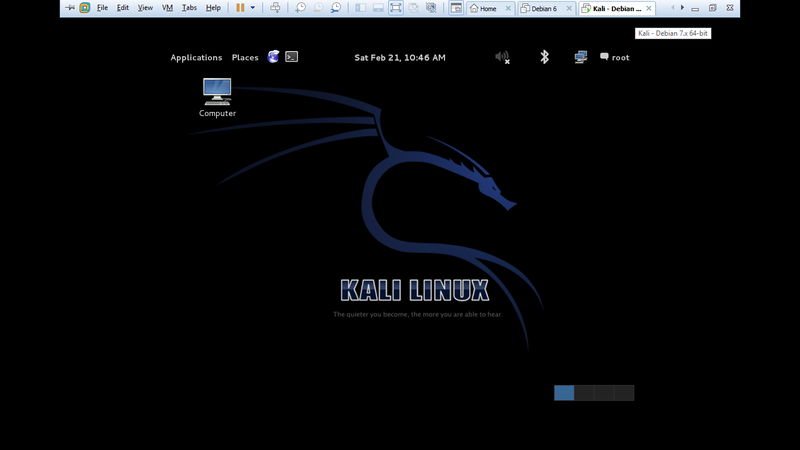 File Edit View VM Tabs Help
Home
Debian 6
Kali - Debian ...
Kali - Debian 7.x 64-bit
Applications Places
Sat Feb 21, 10:46 AM
root
Computer
KALI LINUX
The quieter you become, the more you are able to hear.